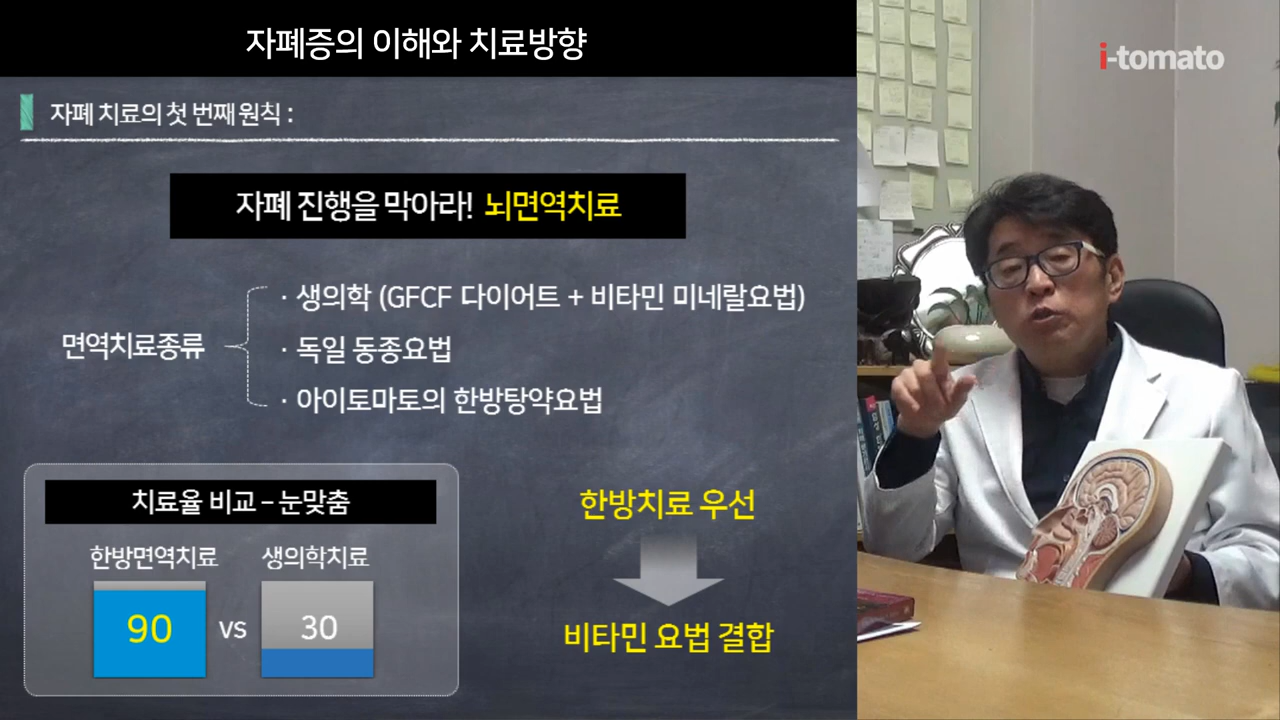 자폐증의 이해와 치료방향
i-tomato
자폐 치료의 첫 번째 원칙 :
자폐 진행을 막아라! 뇌면역치료
면역치료종류
· 생의학 (GFCF 다이어트 + 비타민 미네랄요법)
· 독일 동종요법
· 아이토마토의 한방탕약요법
치료율 비교 – 눈맞춤
한방면역치료
생의학치료
90 vs 30
한방치료 우선
비타민 요법 결합